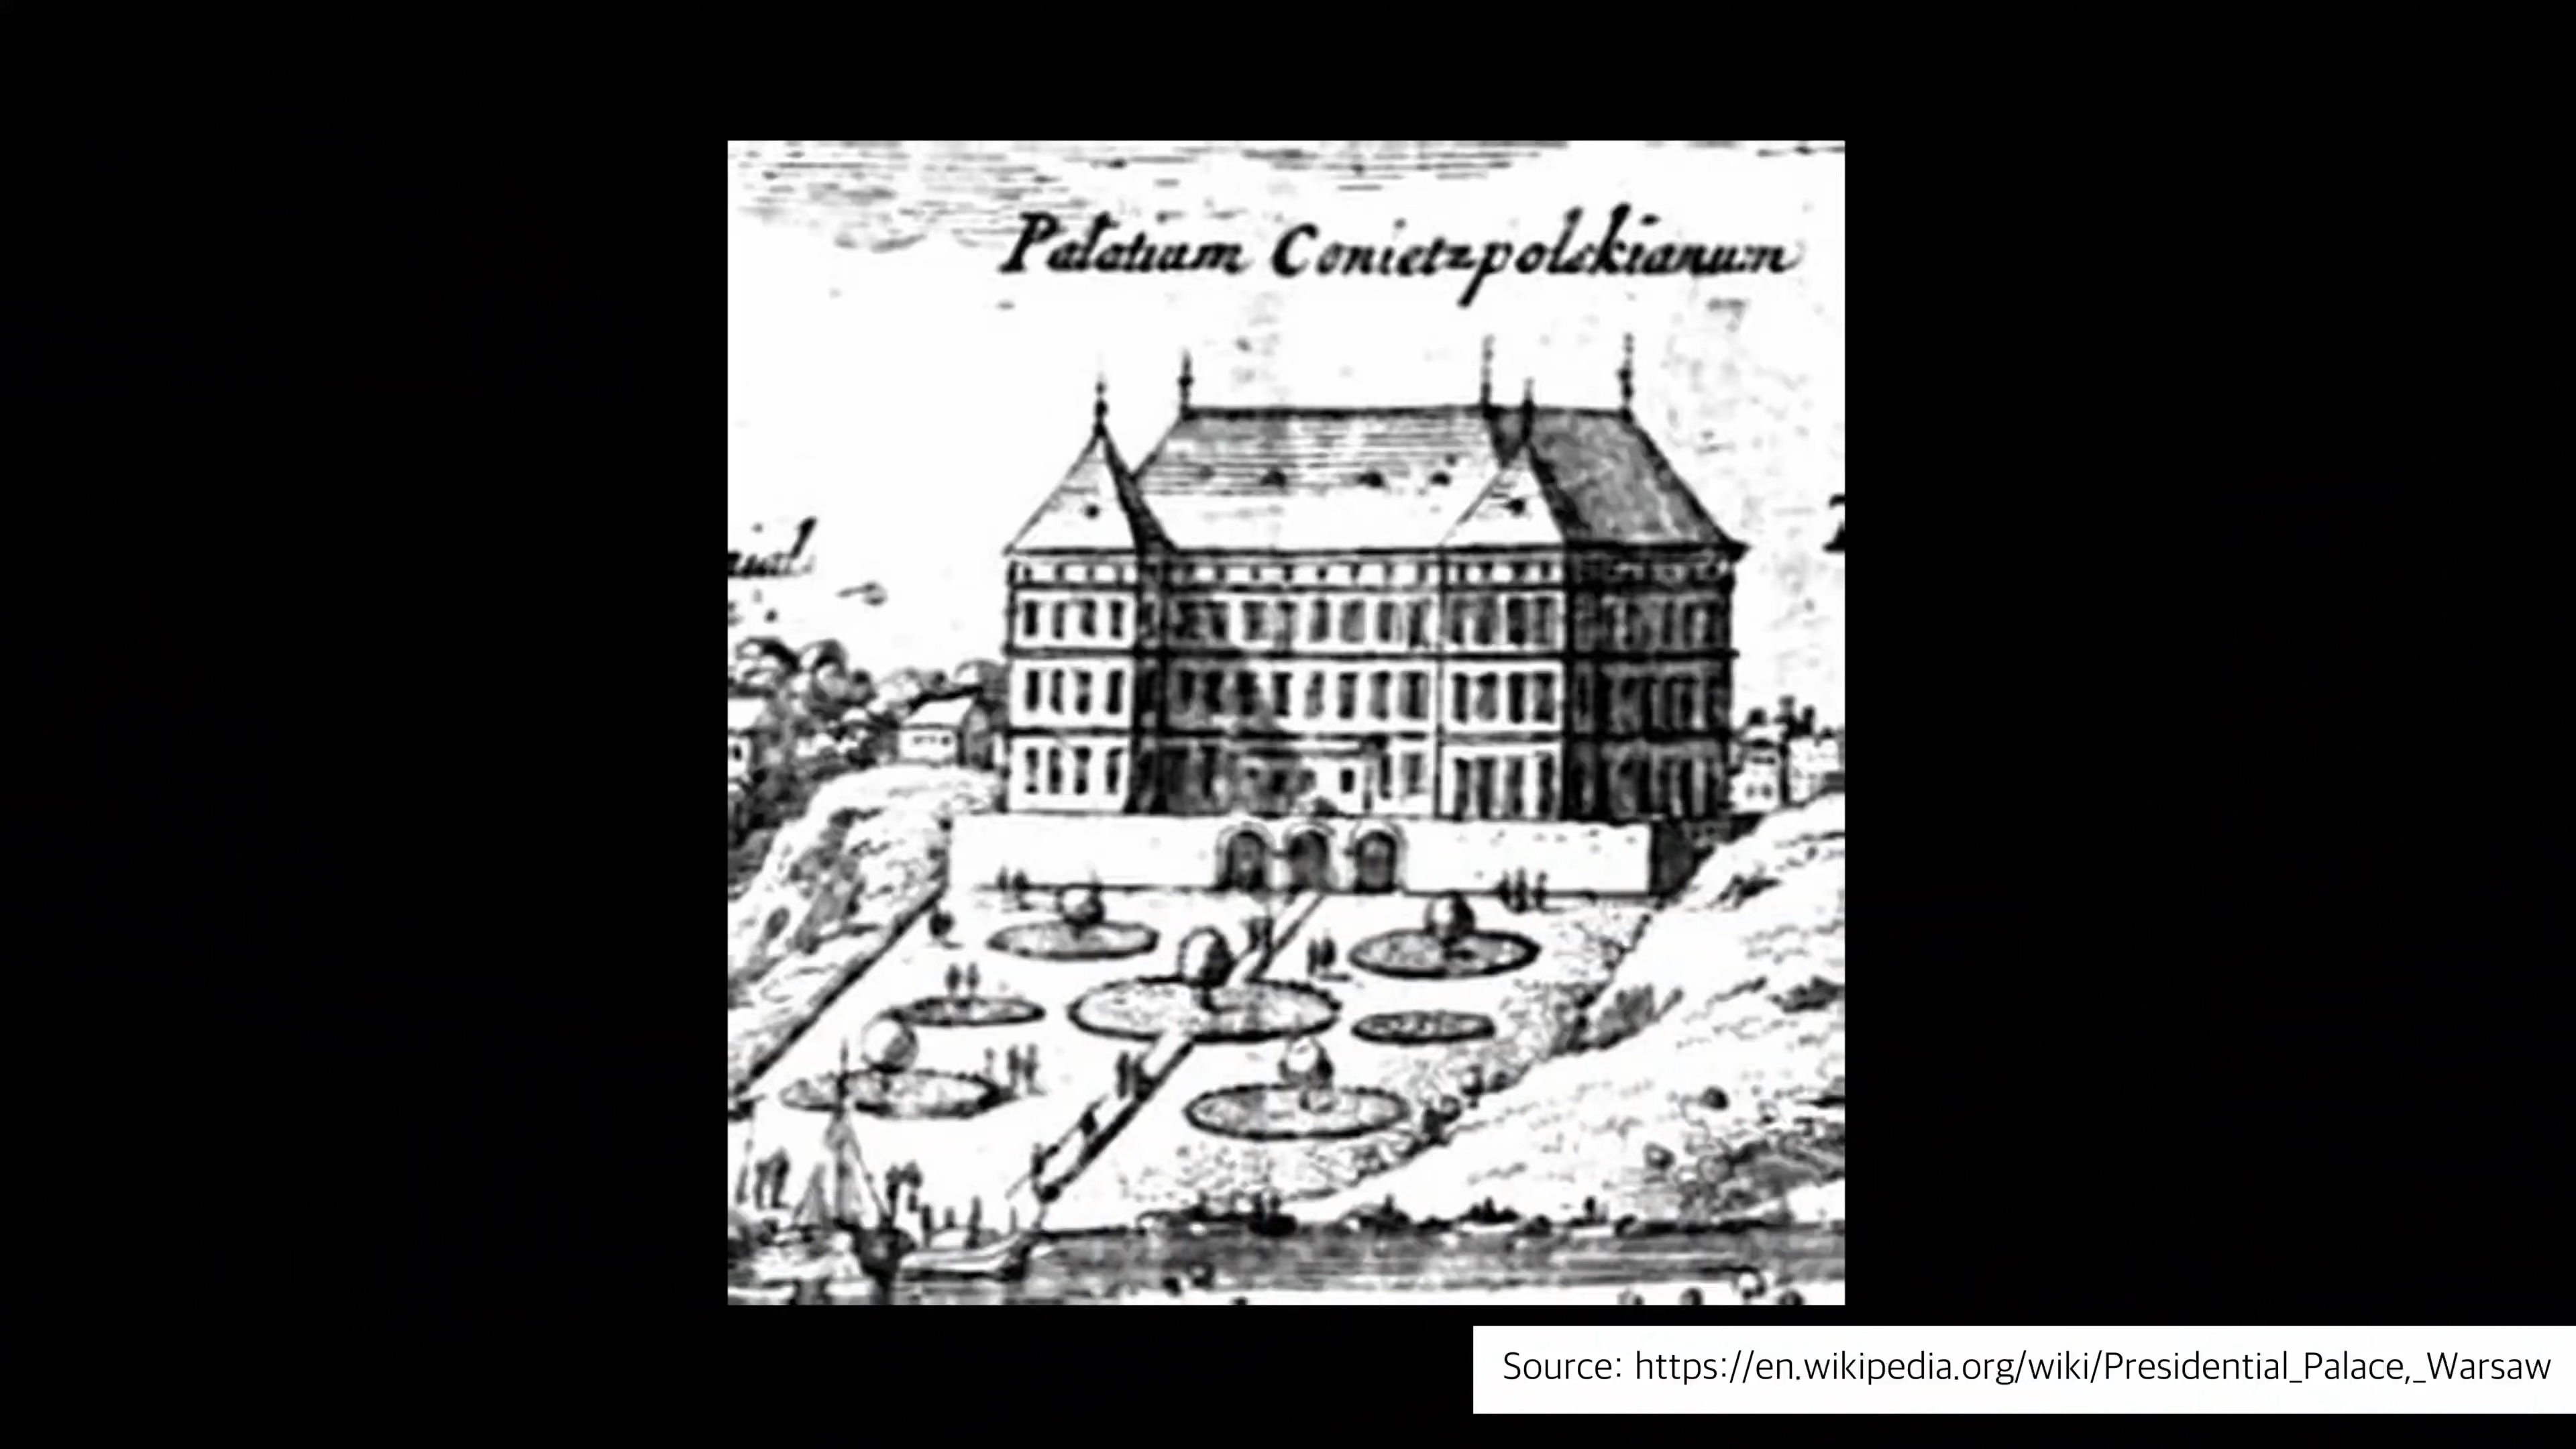 Palatium Conietzpolskianum
Source: https://en.wikipedia.org/wiki/Presidential_Palace,_Warsaw